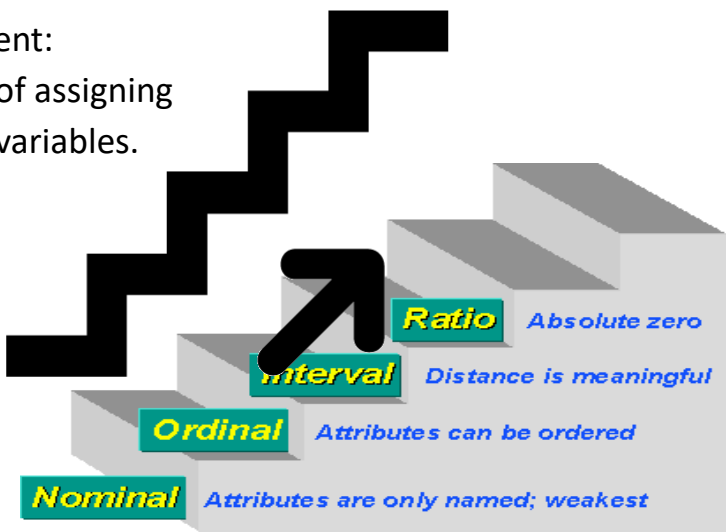 ent:
of assigning
variables.
Ratio Absolute zero
Interval Distance is meaningful
Ordinal Attributes can be ordered
Nominal Attributes are only named; weakest